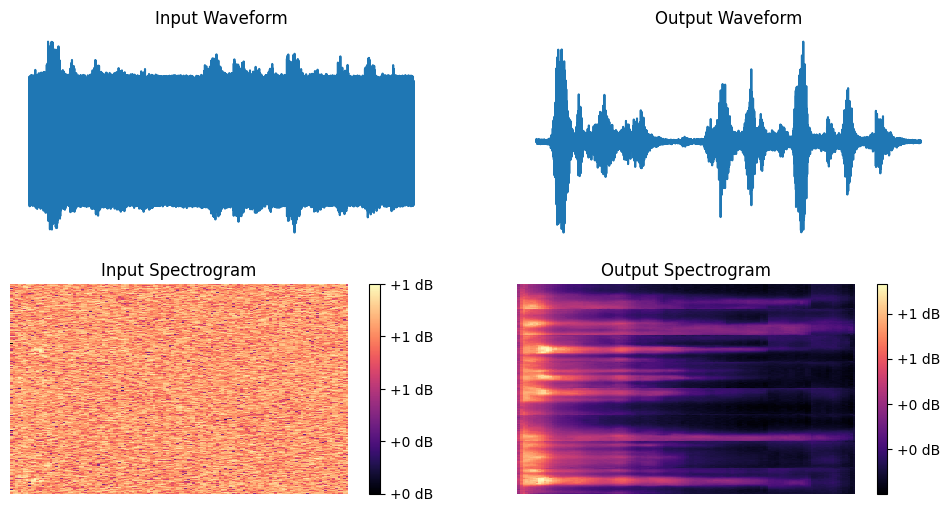 Input Waveform
Output Waveform
Input Spectrogram
+1 dB
+1 dB
+1 dB
+0 dB
+0 dB
Output Spectrogram
+1 dB
+1 dB
+0 dB
+0 dB